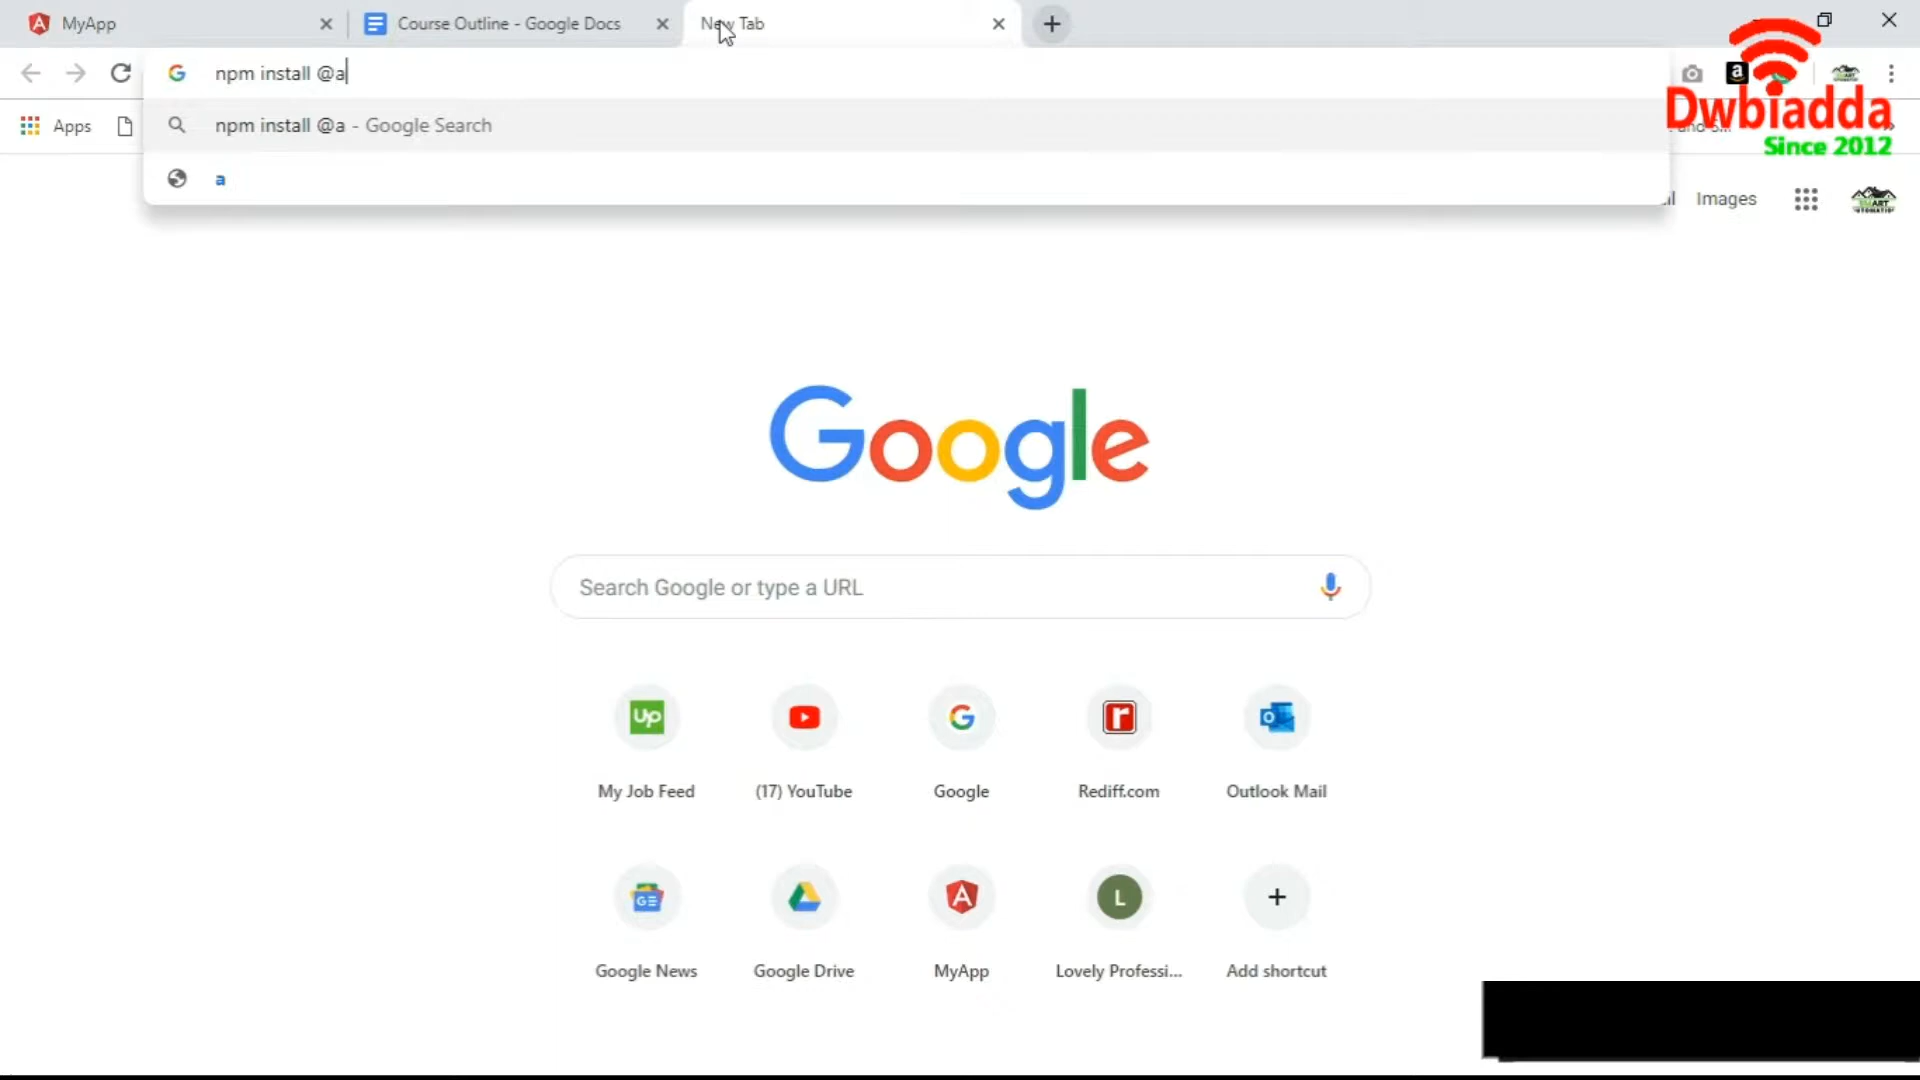 MyApp
Course Outline - Google Docs
New Tab
npm install @a
npm install @a - Google Search
a
Apps
Dwbiadda
Since 2012
Images
Google
Search Google or type a URL
Up
My Job Feed
(17) YouTube
Google
Rediff.com
Outlook Mail
GE
L
Google News
Google Drive
MyApp
Lovely Professi...
Add shortcut